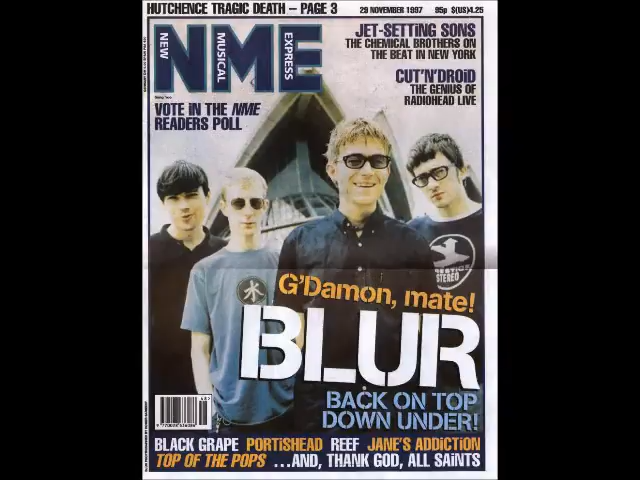 HUTCHENCE TRAGIC DEATH – PAGE 3
29 NOVEMBER 1997 95p $(US)4.25
NME
NEW MUSICAL EXPRESS
JET-SETTING SONS
THE CHEMICAL BROTHERS ON
THE BEAT IN NEW YORK
CUT'N'DROID
THE GENIUS OF
RADIOHEAD LIVE
VOTE IN THE NME
READERS POLL
STEREO
G'Damon, mate!
BLUR
BACK ON TOP
DOWN UNDER!
BLACK GRAPE PORTISHEAD REEF JANE'S ADDICTION
TOP OF THE POPS ...AND, THANK GOD, ALL SAINTS